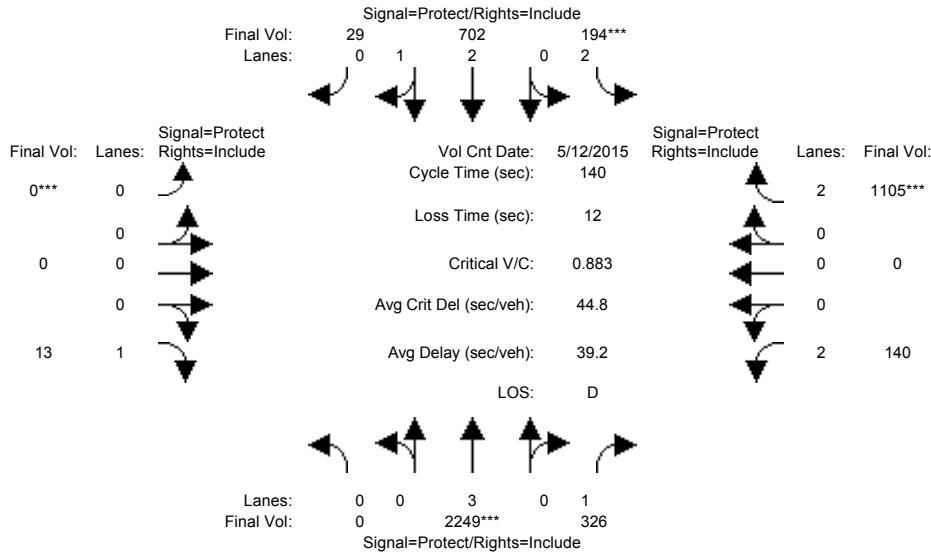 Signal=Protect/Rights=Include
Final Vol: 29 702 194***
Lanes: 0 1 2 0 2
Signal=Protect Signal=Protect
Final Vol: Lanes: Rights=Include Vol Cnt Date: 5/12/2015 Rights=Include Lanes: Final Vol:
Cycle Time (sec): 140
0*** 0 2 1105***
Loss Time (sec): 12
0 0
0 0 Critical V/C: 0.883 0 0
0 Avg Crit Del (sec/veh): 44.8 0
13 1 Avg Delay (sec/veh): 39.2 2 140
LOS: D
Lanes: 0 0 3 0 1
Final Vol: 0 2249*** 326
Signal=Protect/Rights=Include